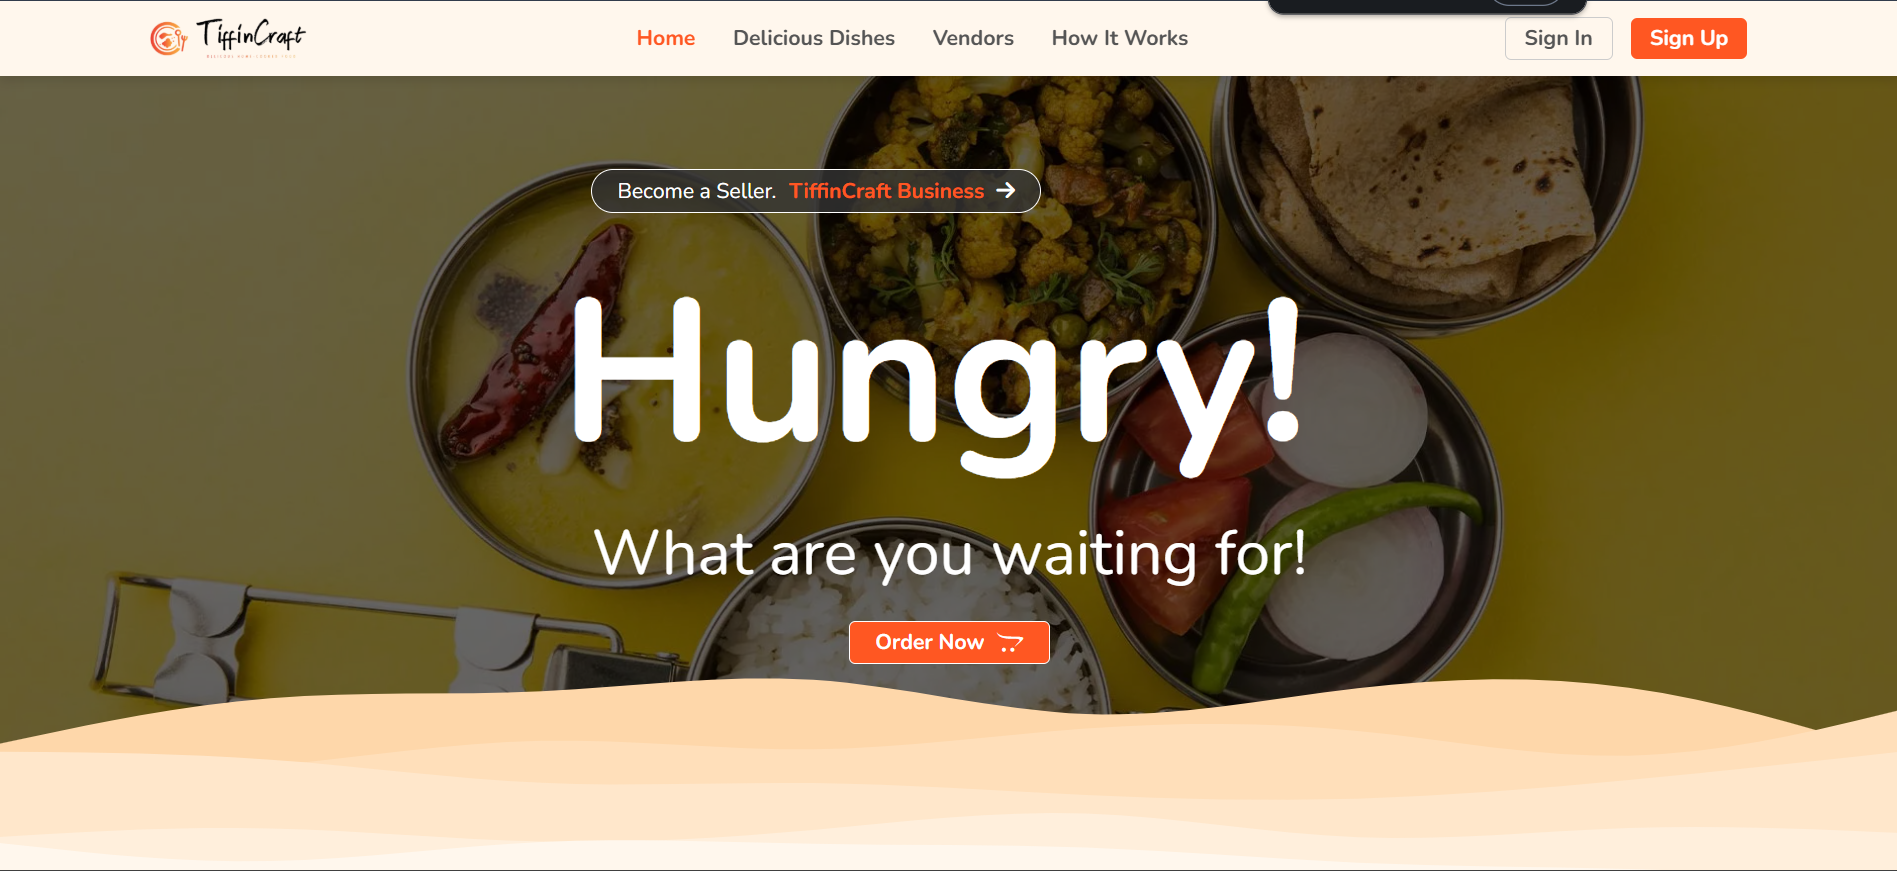 TiffinCraft
Home Delicious Dishes Vendors How It Works Sign In Sign Up
Become a Seller. TiffinCraft Business
Hungry!
What are you waiting for!
Order Now